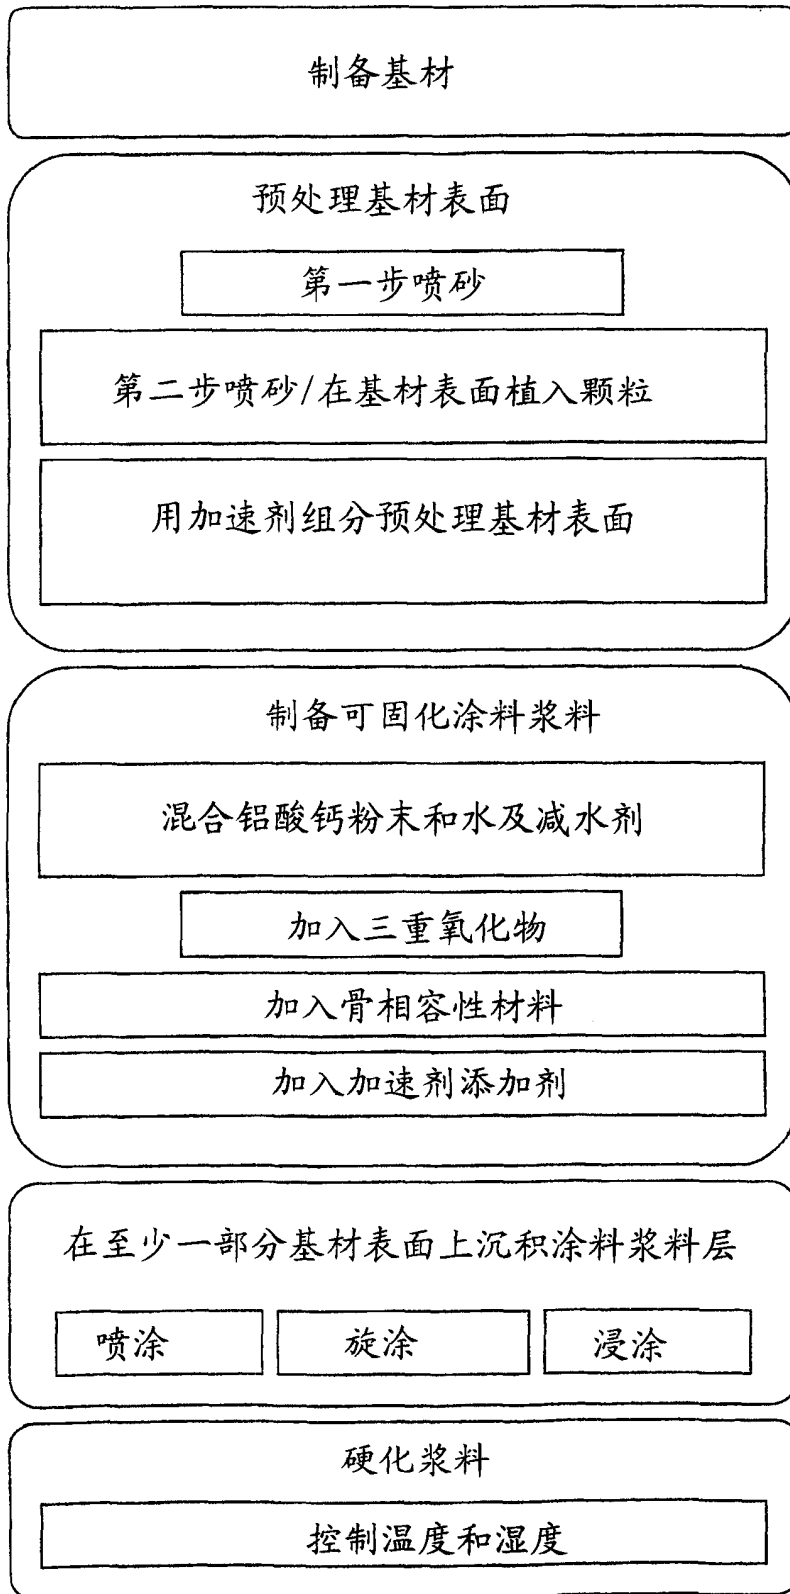 制备基材
预处理基材表面
第一步喷砂
第二步喷砂/在基材表面植入颗粒
用加速剂组分预处理基材表面
制备可固化涂料浆料
混合铝酸钙粉末和水及减水剂
加入三重氧化物
加入骨相容性材料
加入加速剂添加剂
在至少一部分基材表面上沉积涂料浆料层
喷涂 旋涂 浸涂
硬化浆料
控制温度和湿度